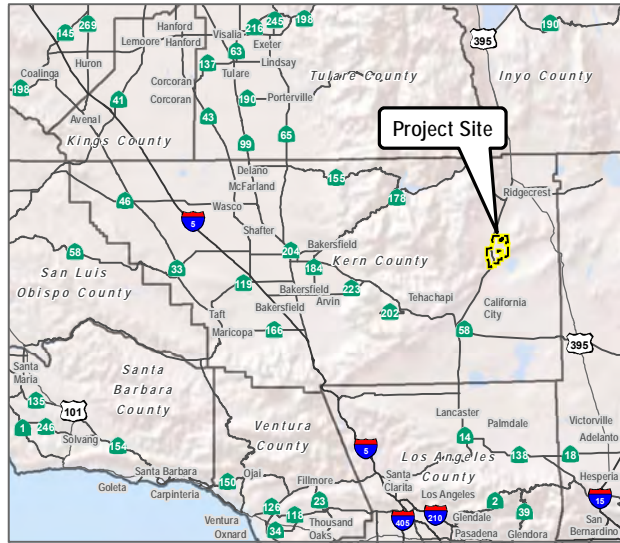 145
269
Hanford
Lemoore
Hanford
Visalia
216
245
198
Exeter
63
Coalinga
Huron
137
Tulare
Lindsay
Tulare County
395
190
Inyo County
198
41
Corcoran
Corcoran
190
Porterville
Avenal
43
Kings County
99
65
Project Site
Delano
McFarland
155
178
Ridgecrest
46
Wasco
5
Shafter
58
204
Bakersfield
Kern County
33
184
San Luis
Obispo County
119
Bakersfield
223
Arvin
Tehachapi
California
City
Taft
Bakersfield
202
Maricopa
166
58
395
Santa
Maria
Santa
Barbara
County
135
101
1
246
Solvang
154
Ventura
County
Lancaster
Palmdale
14
Victorville
Adelanto
5
138
18
Los Angeles
County
Hesperia
Santa Barbara
150
Ojai
Goleta
Carpinteria
Fillmore
Santa
Clarita
Los Angeles
2
15
126
23
118
Ventura
Oxnard
34
Thousand
Oaks
405
210
Glendale
Pasadena
39
Glendora
San
Bernardino